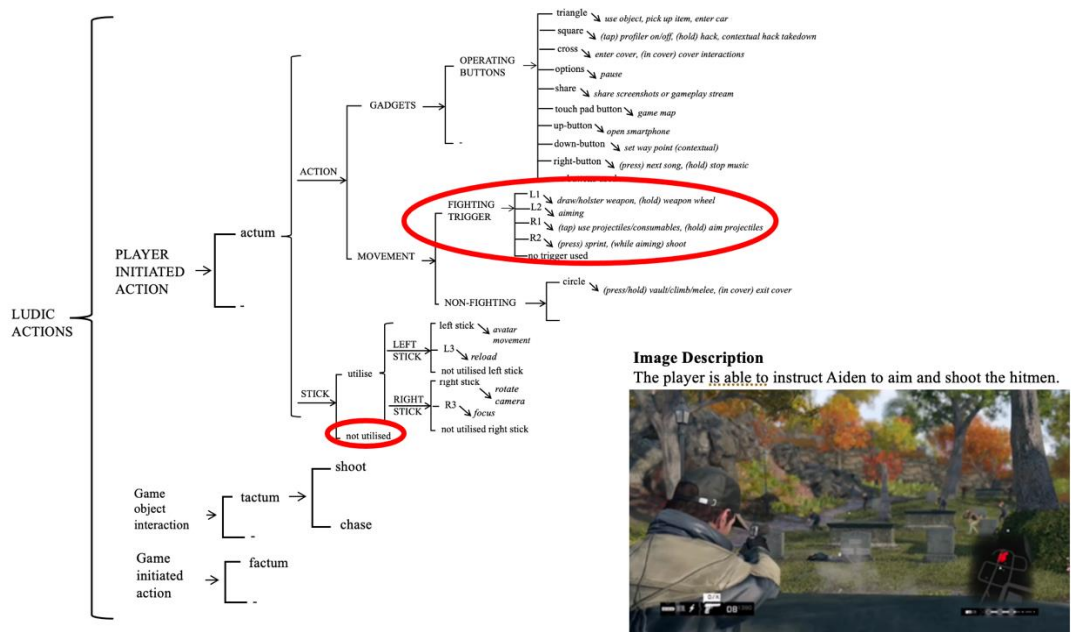 LUDIC
ACTIONS
PLAYER
INITIATED
ACTION
actum
-
ACTION
GADGETS
OPERATING
BUTTONS
-
triangle
use object, pick up item, enter car
square
(tap) profiler on/off, (hold) hack, contextual hack takedown
cross
enter cover, (in cover) cover interactions
options
pause
share
share screenshots or gameplay stream
touch pad button
game map
up-button
open smartphone
down-button
set way point (contextual)
right-button
(press) next song, (hold) stop music
MOVEMENT
FIGHTING
TRIGGER
L1
draw/holster weapon, (hold) weapon wheel
L2
aiming
R1
(tap) use projectiles/consumables, (hold) aim projectiles
R2
(press) sprint, (while aiming) shoot
no trigger used
NON-FIGHTING
circle
(press/hold) vault/climb/melee, (in cover) exit cover
STICK
utilise
LEFT
STICK
left stick
avatar
movement
L3
reload
not utilised left stick
RIGHT
STICK
right stick
rotate
camera
R3
focus
not utilised right stick
not utilised
Game
object
interaction
tactum
-
shoot
chase
Game
initiated
action
factum
-
Image Description
The player is able to instruct Aiden to aim and shoot the hitmen.